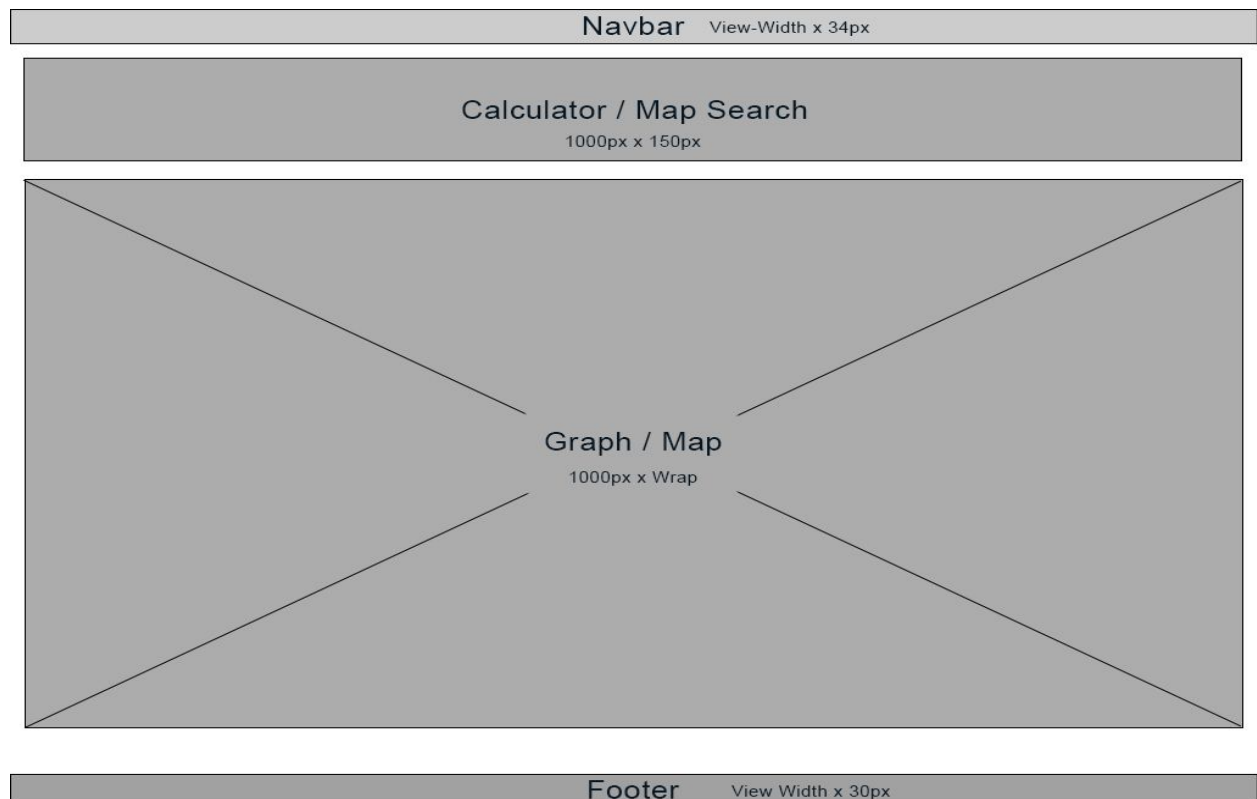 Navbar View-Width x 34px
Calculator / Map Search
1000px x 150px
Graph / Map
1000px x Wrap
Footer View Width x 30px